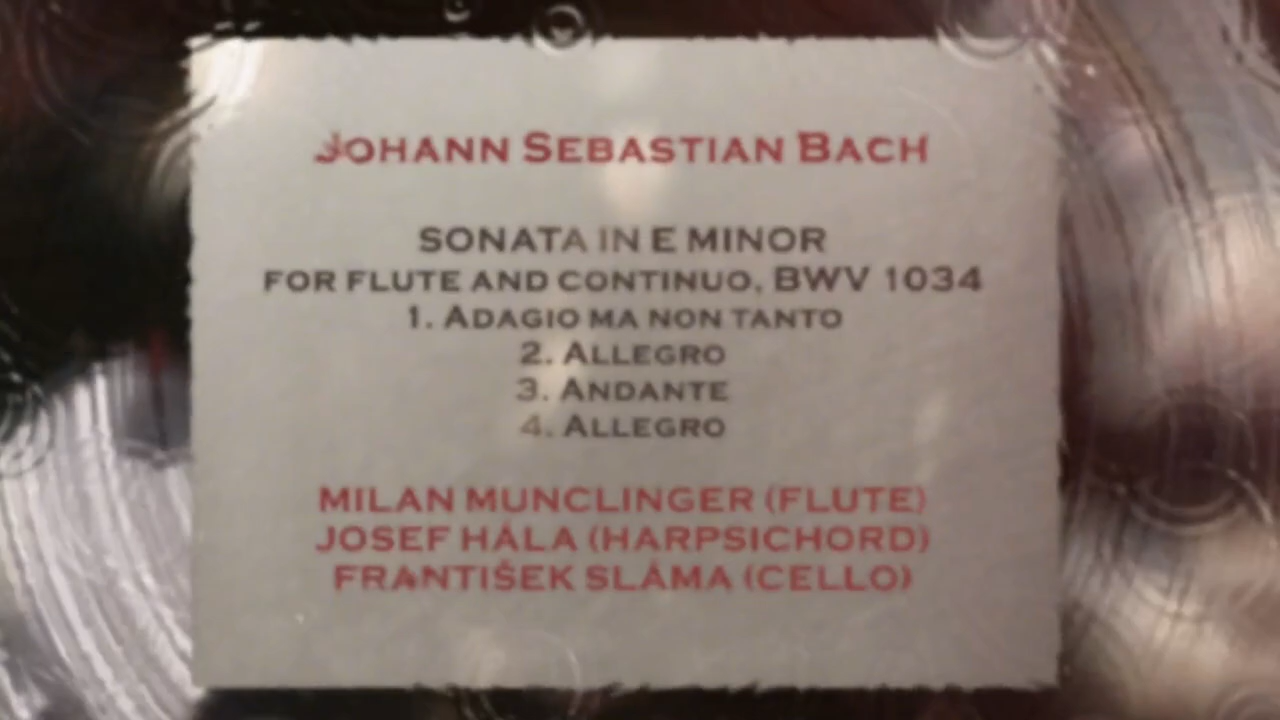 Johann Sebastian Bach
SONATA IN E MINOR
FOR FLUTE AND CONTINUO, BWV 1034
1. ADAGIO MA NON TANTO
2. ALLEGRO
3. ANDANTE
4. ALLEGRO
MILAN MUNCLINGER (FLUTE)
JOSEF HÁLA (HARPSICHORD)
FRANTIŠEK SLÁMA (CELLO)